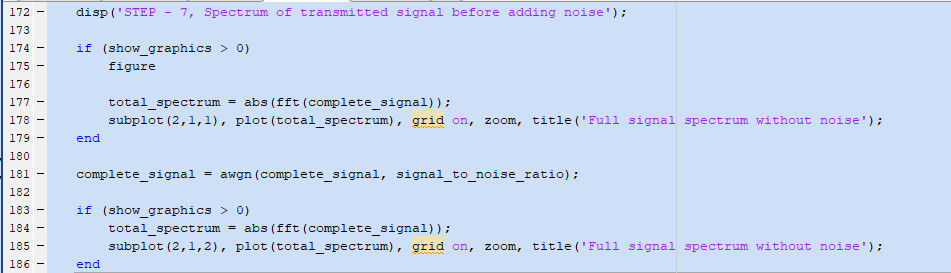 172 - disp('STEP - 7, Spectrum of transmitted signal before adding noise');
173
174 - if (show_graphics > 0)
175 - figure
176
177 - total_spectrum = abs(fft(complete_signal));
178 - subplot(2,1,1), plot(total_spectrum), grid on, zoom, title('Full signal spectrum without noise');
179 - end
180
181 - complete_signal = awgn(complete_signal, signal_to_noise_ratio);
182
183 - if (show_graphics > 0)
184 - total_spectrum = abs(fft(complete_signal));
185 - subplot(2,1,2), plot(total_spectrum), grid on, zoom, title('Full signal spectrum without noise');
186 - end